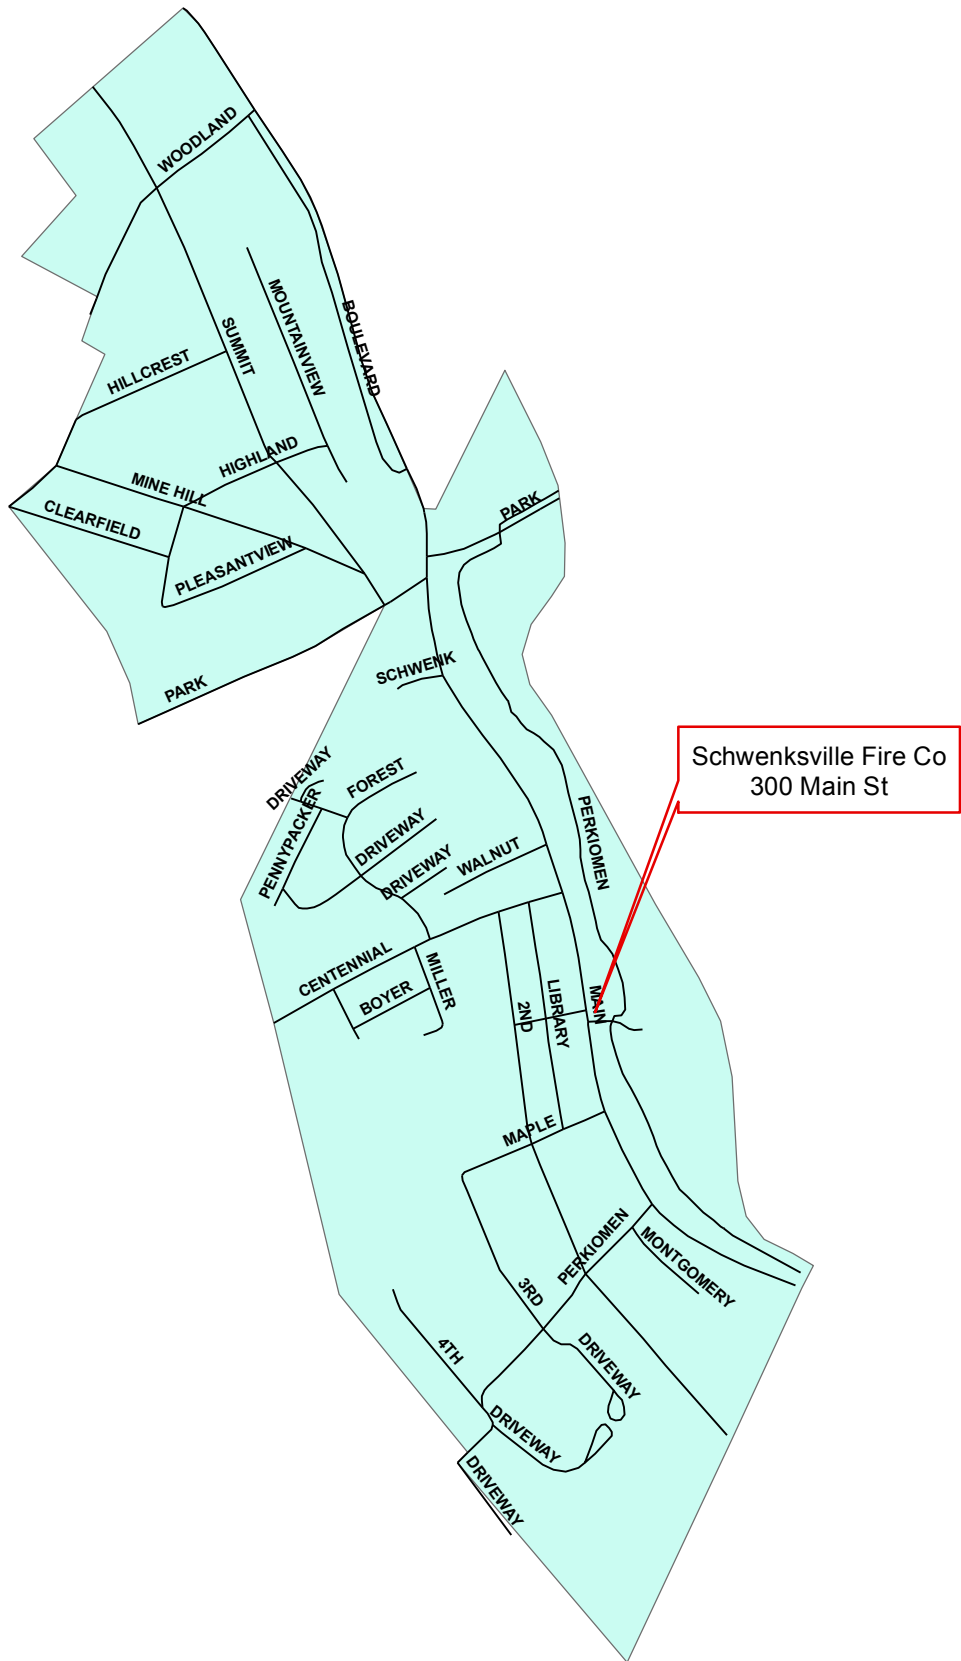 WOODLAND
MOUNTAINVIEW
BOULEVARD
SUMMIT
HILLCREST
HIGHLAND
MINE HILL
CLEARFIELD
PARK
PLEASANTVIEW
SCHWENK
PARK
Schwenksville Fire Co
300 Main St
DRIVEWAY
FOREST
PENNYPACKER
DRIVEWAY
PERKIOMEN
DRIVEWAY
WALNUT
CENTENNIAL
MILLER
BOYER
2ND
LIBRARY
MAIN
MAPLE
PERKIOMEN
MONTGOMERY
3RD
4TH
DRIVEWAY
DRIVEWAY
DRIVEWAY